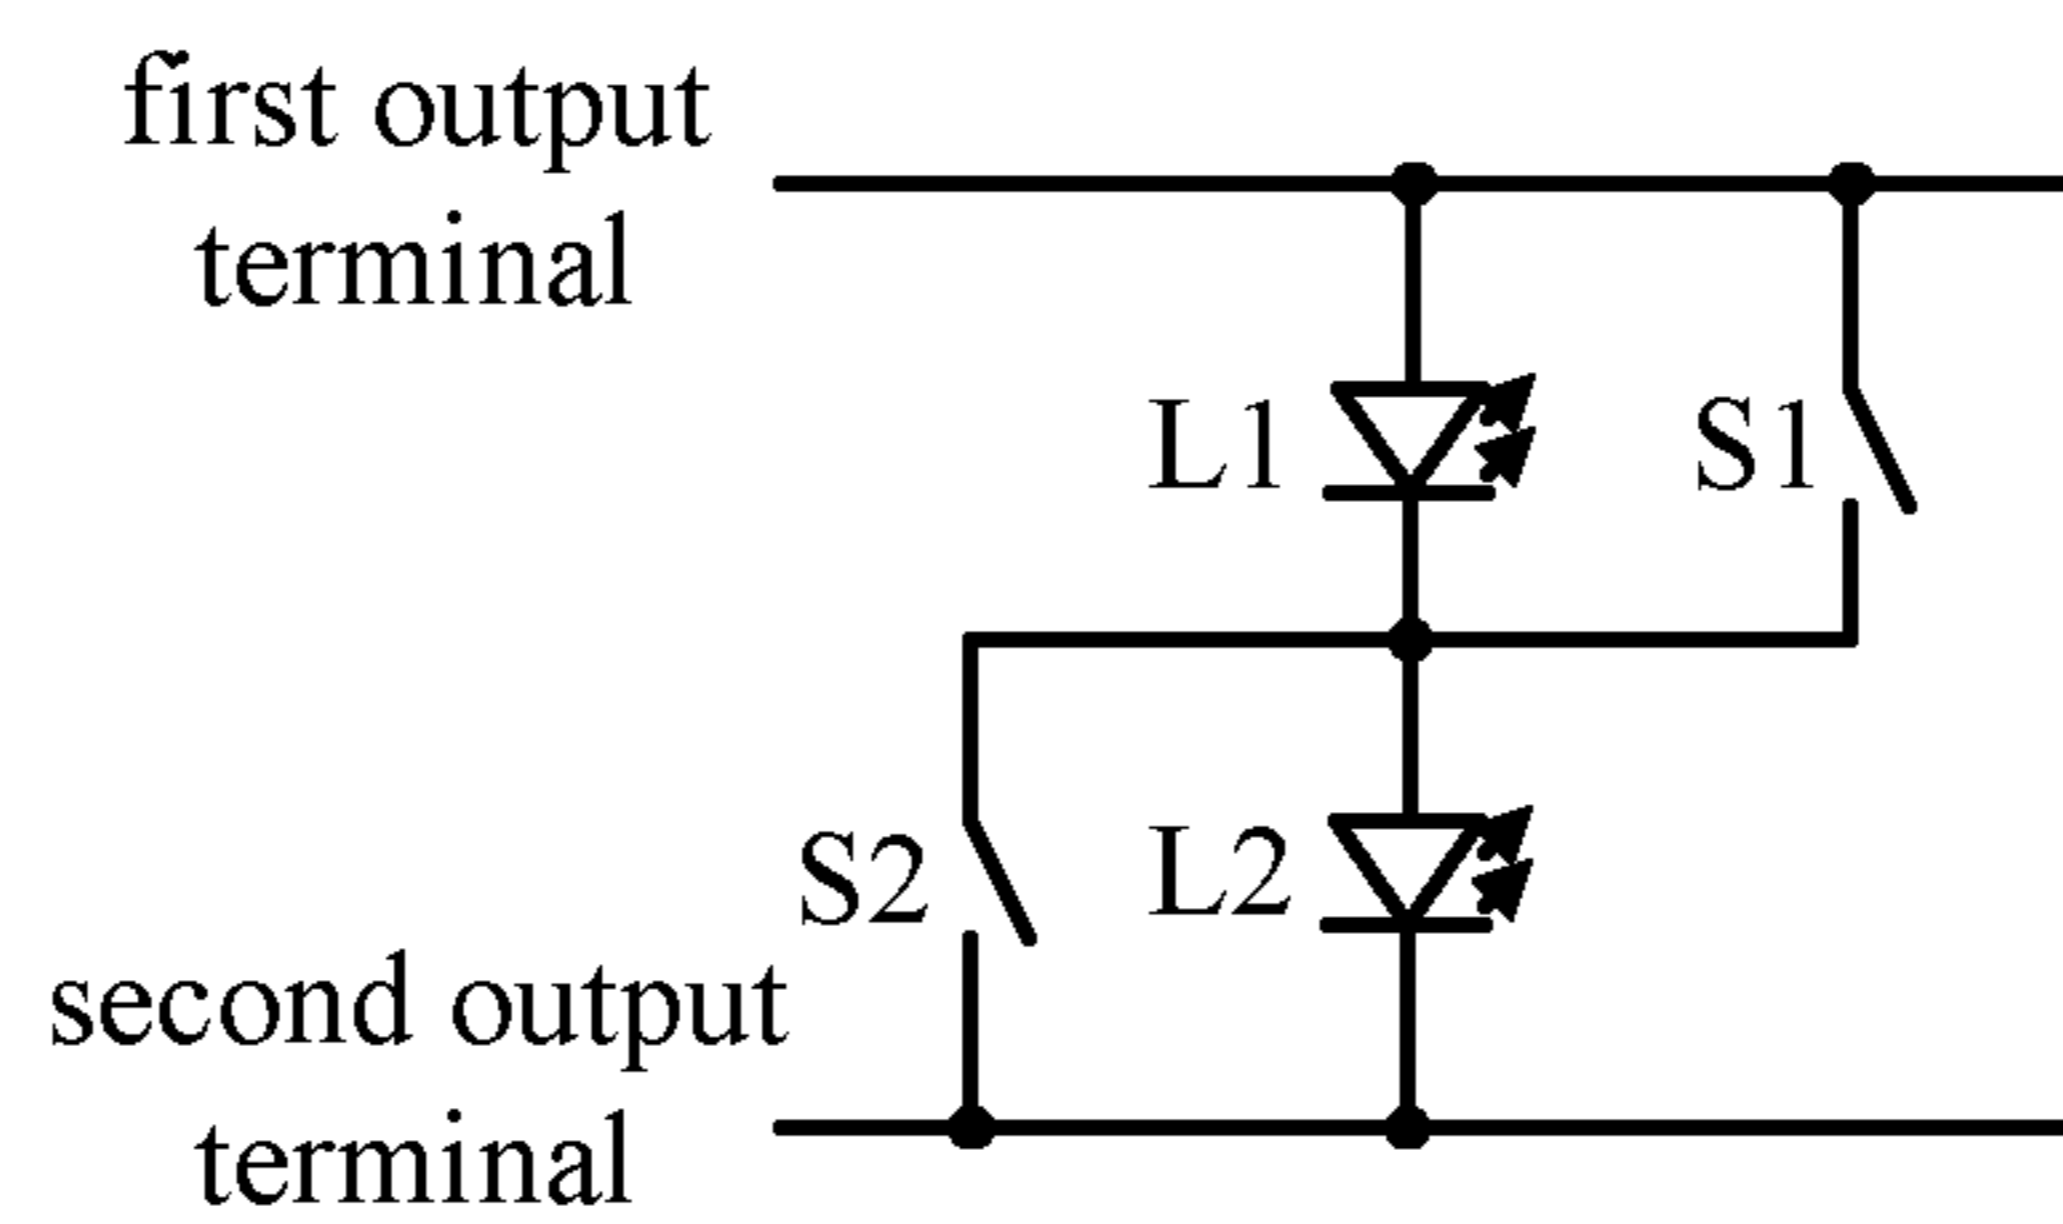 first output
terminal
L1
S1
S2
L2
second output
terminal